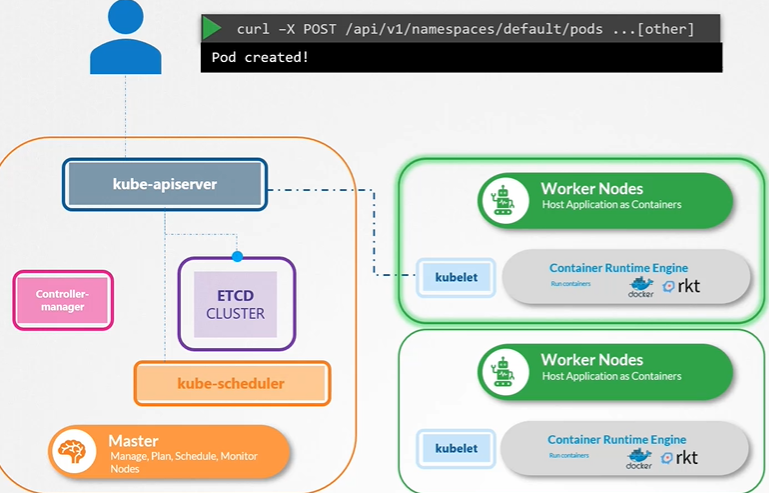 curl –X POST /api/v1/namespaces/default/pods ...[other]
Pod created!
kube-apiserver
Controller-
manager
ETCD
CLUSTER
kube-scheduler
Master
Manage, Plan, Schedule, Monitor
Nodes
Worker Nodes
Host Application as Containers
kubelet
Container Runtime Engine
Run containers
docker
rkt
Worker Nodes
Host Application as Containers
kubelet
Container Runtime Engine
Run containers
docker
rkt